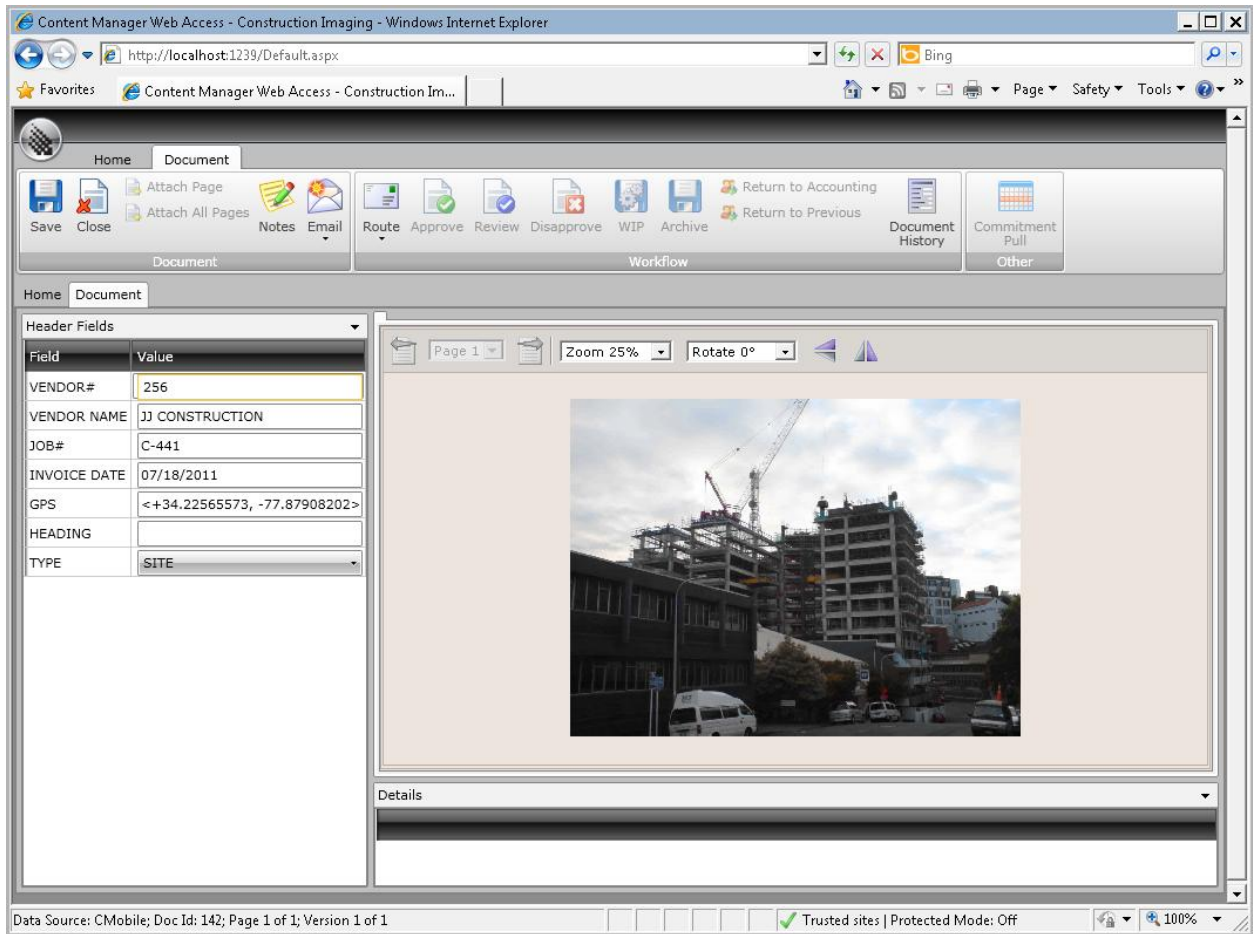 Content Manager Web Access - Construction Imaging - Windows Internet Explorer
http://localhost:1239/Default.aspx
Bing
Favorites
Content Manager Web Access - Construction Im...
Page Safety Tools
Home Document
Attach Page
Attach All Pages
Save Close Notes Email
Document
Return to Accounting
Return to Previous
Route Approve Review Disapprove WIP Archive Document History
Workflow
Commitment Pull
Other
Home Document
Header Fields
Field Value
VENDOR# 256
VENDOR NAME JJ CONSTRUCTION
JOB# C-441
INVOICE DATE 07/18/2011
GPS <+34.22565573, -77.87908202>
HEADING
TYPE SITE
Page 1 Zoom 25% Rotate 0°
Details
Data Source: CMobile; Doc Id: 142; Page 1 of 1; Version 1 of 1
Trusted sites | Protected Mode: Off
100%